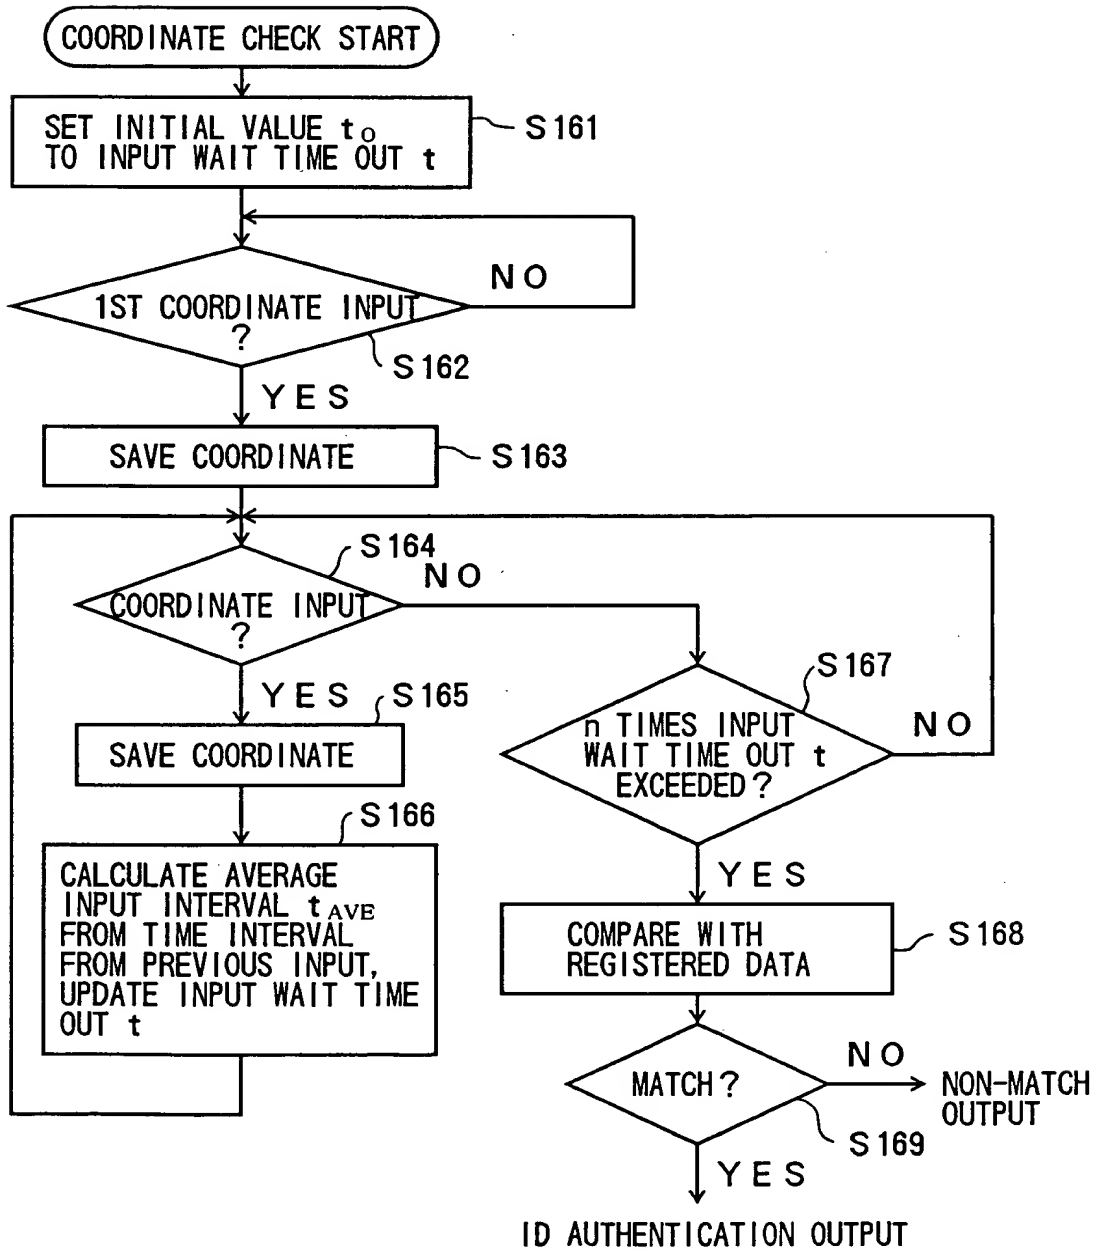 COORDINATE CHECK START
SET INITIAL VALUE t0
TO INPUT WAIT TIME OUT t
S161
NO
1ST COORDINATE INPUT
?
S162
YES
SAVE COORDINATE
S163
S164
NO
COORDINATE INPUT
?
YES
S165
SAVE COORDINATE
S166
CALCULATE AVERAGE
INPUT INTERVAL tAVE
FROM TIME INTERVAL
FROM PREVIOUS INPUT,
UPDATE INPUT WAIT TIME
OUT t
S167
n TIMES INPUT
WAIT TIME OUT t
EXCEEDED?
NO
YES
COMPARE WITH
REGISTERED DATA
S168
MATCH?
NO
NON-MATCH
OUTPUT
S169
YES
ID AUTHENTICATION OUTPUT